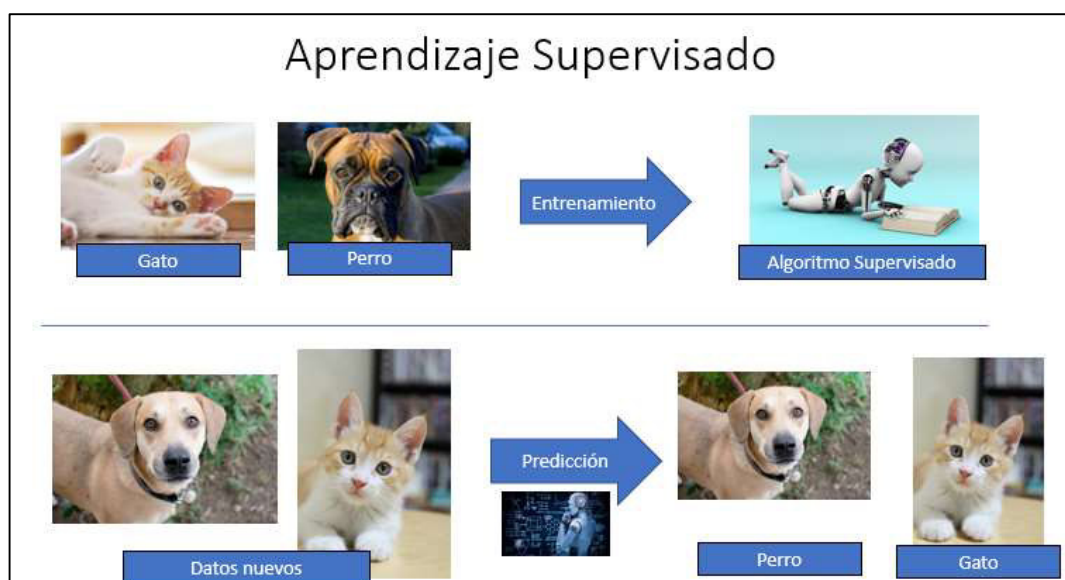 Aprendizaje Supervisado
Entrenamiento
Gato
Perro
Algoritmo Supervisado
Predicción
Datos nuevos
Perro
Gato